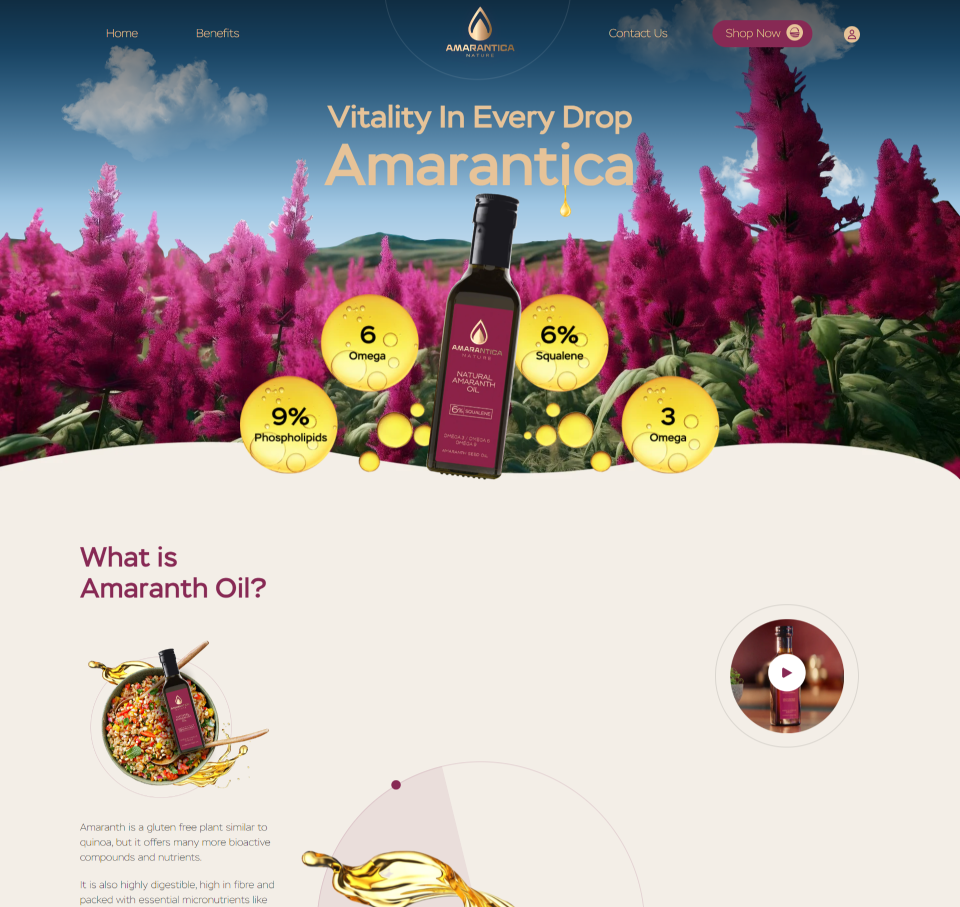 Home
Benefits
AMARANTICA
NATURE
Contact Us
Shop Now
Vitality In Every Drop
Amarantica
6
Omega
6%
Squalene
9%
Phospholipids
3
Omega
AMARANTICA
NATURE
NATURAL
AMARANTH
OIL
6% SQUALENE
OMEGA 3 / OMEGA 6
OMEGA 9
AMARANTH SEED OIL
What is
Amaranth Oil?
Amaranth is a gluten free plant similar to
quinoa, but it offers many more bioactive
compounds and nutrients.
It is also highly digestible, high in fibre and
packed with essential micronutrients like